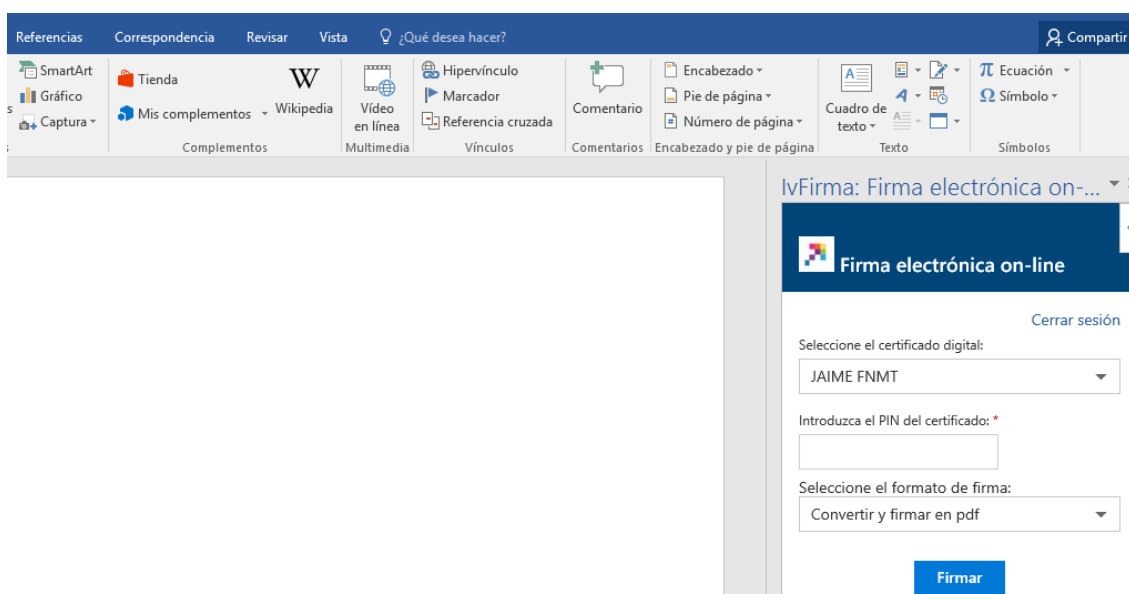 Referencias Correspondencia Revisar Vista ¿Qué desea hacer? Compartir
SmartArt
Gráfico
Captura
Tienda
Mis complementos
W
Wikipedia
Complementos
Vídeo
en línea
Multimedia
Hipervínculo
Marcador
Referencia cruzada
Vínculos
Comentario
Comentarios
Encabezado
Pie de página
Número de página
Encabezado y pie de página
Cuadro de
texto
Texto
π Ecuación
Ω Símbolo
Símbolos
IvFirma: Firma electrónica on-...
Firma electrónica on-line
Cerrar sesión
Seleccione el certificado digital:
JAIME FNMT
Introduzca el PIN del certificado: *
Seleccione el formato de firma:
Convertir y firmar en pdf
Firmar